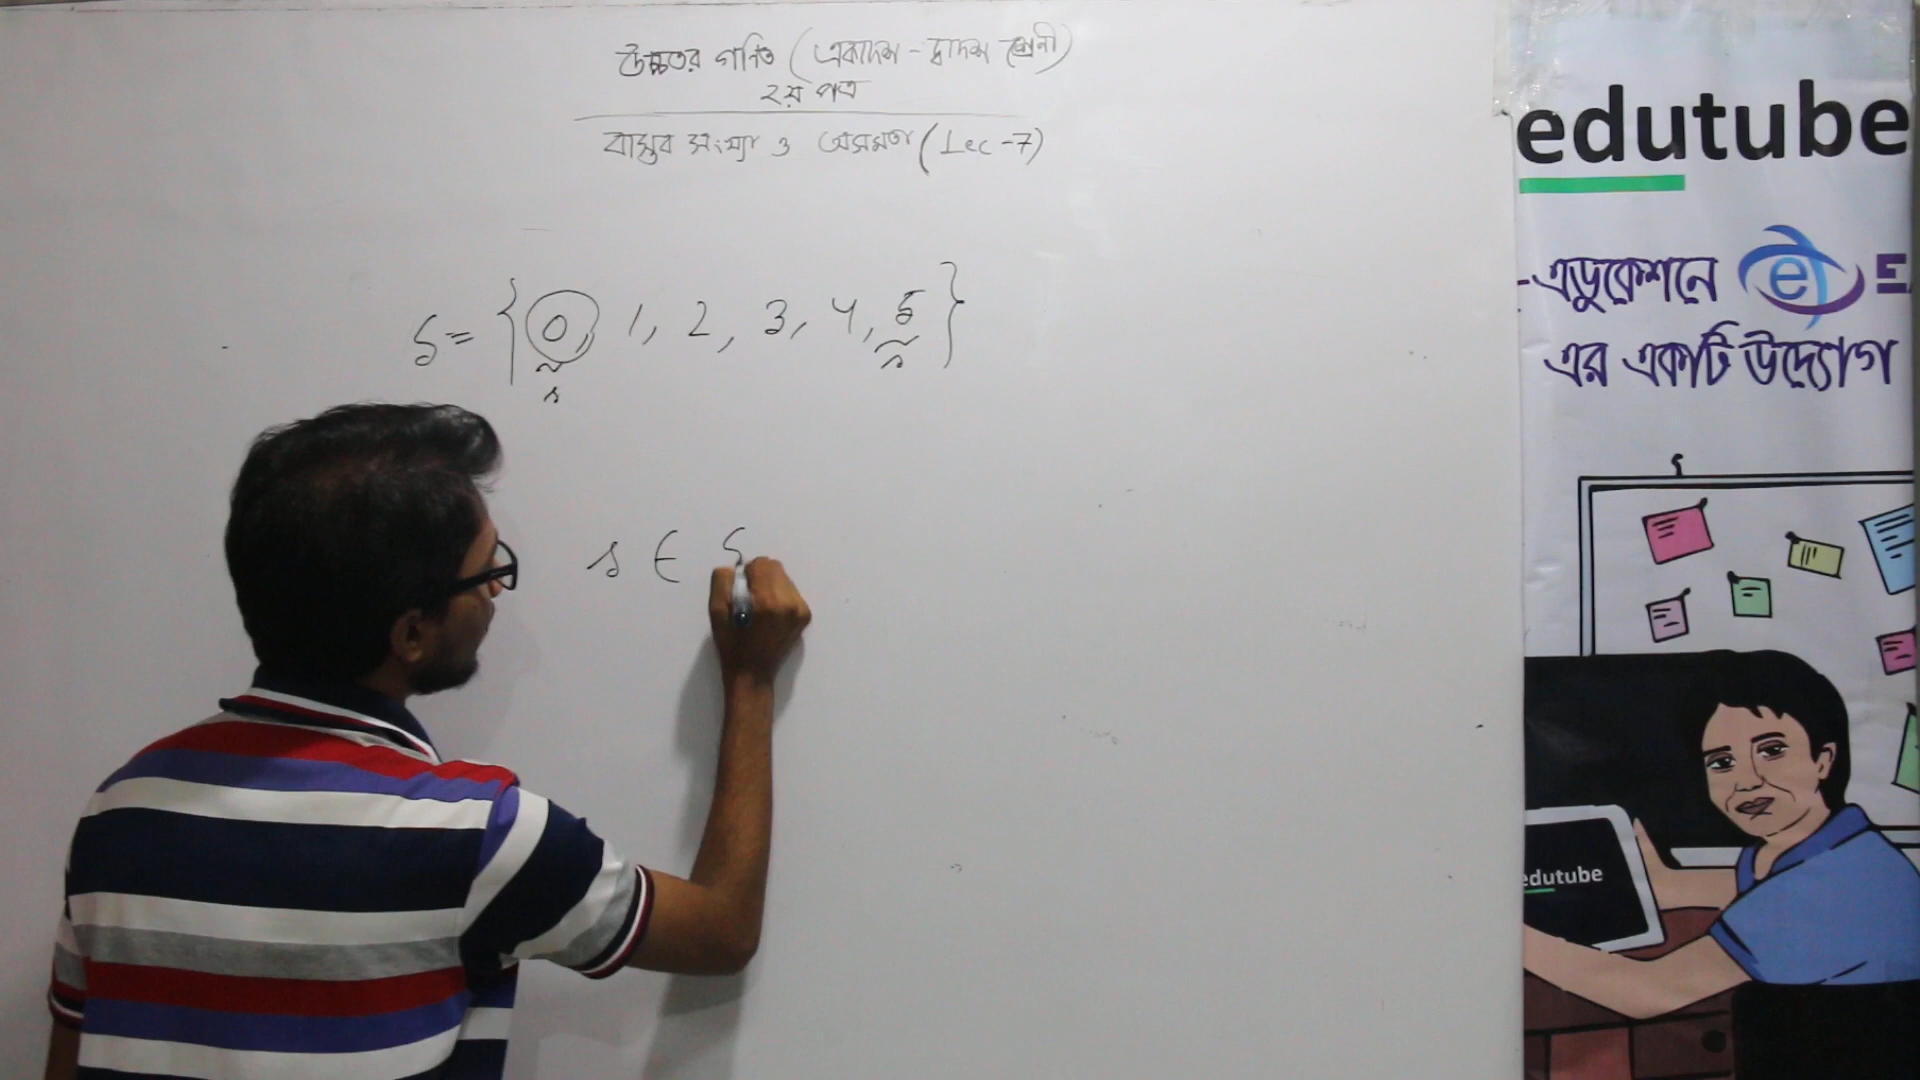 উচ্চতর গনিত (একাদশ - দ্বাদশ শ্রেনী)
২য় পত্র
বাস্তব সংখ্যা ও অসমতা (Lec-7)
S = {0, 1, 2, 3, 4, 5}
s s
s ∈ S
edutube
-এডুকেশনে e E
এর একটি উদ্যোগ
edutube